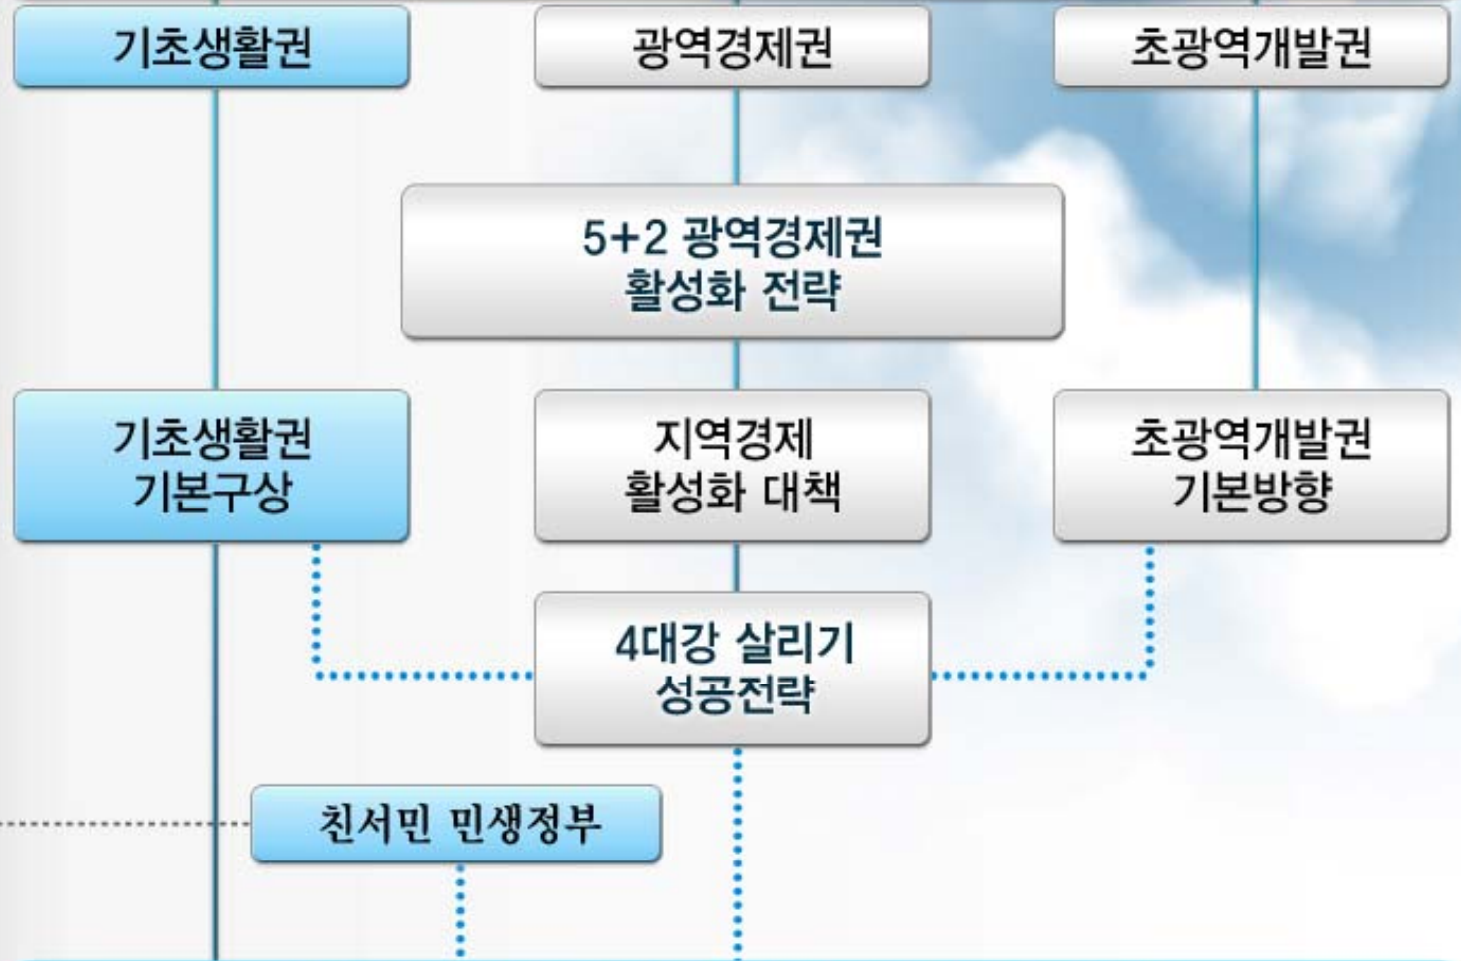 기초생활권
광역경제권
초광역개발권
5+2 광역경제권
활성화 전략
기초생활권
기본구상
지역경제
활성화 대책
초광역개발권
기본방향
4대강 살리기
성공전략
친서민 민생정부